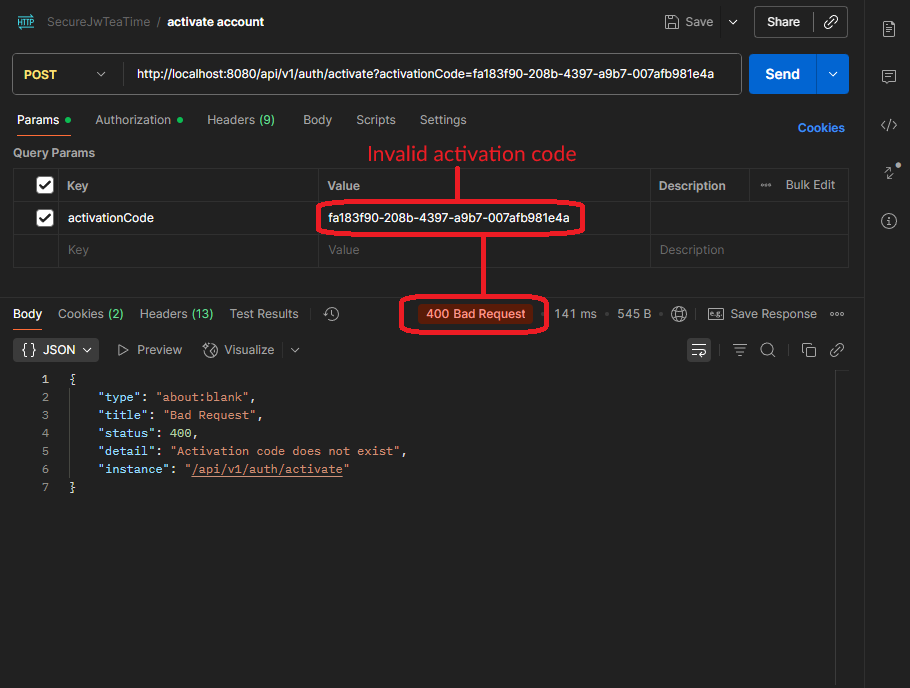 HTTP SecureJwTeaTime / activate account Save Share
POST http://localhost:8080/api/v1/auth/activate?activationCode=fa183f90-208b-4397-a9b7-007afb981e4a Send
Params Authorization Headers (9) Body Scripts Settings Cookies
Query Params
Invalid activation code
Key Value Description Bulk Edit
activationCode fa183f90-208b-4397-a9b7-007afb981e4a
Key Value Description
Body Cookies (2) Headers (13) Test Results 400 Bad Request 141 ms 545 B e.g. Save Response
{} JSON Preview Visualize
1 {
2 "type": "about:blank",
3 "title": "Bad Request",
4 "status": 400,
5 "detail": "Activation code does not exist",
6 "instance": "/api/v1/auth/activate"
7 }